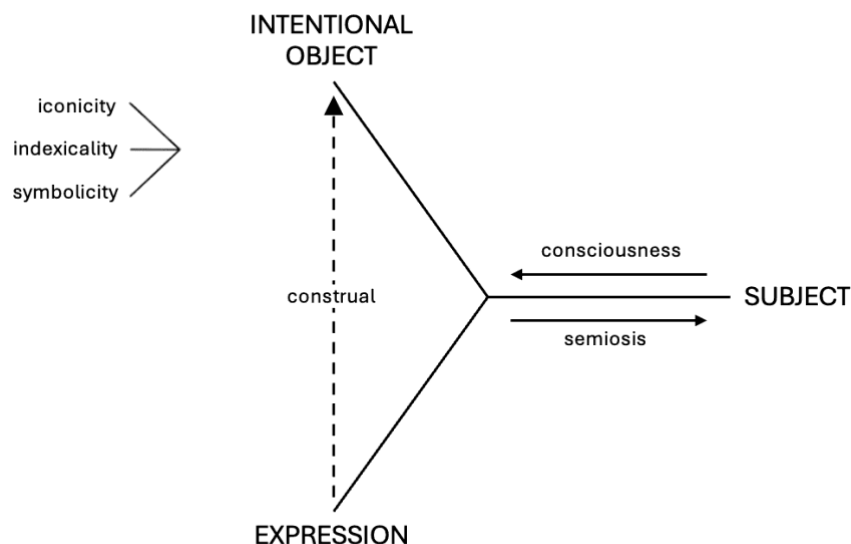 INTENTIONAL
OBJECT
iconicity
indexicality
symbolicity
consciousness
construal
SUBJECT
semiosis
EXPRESSION